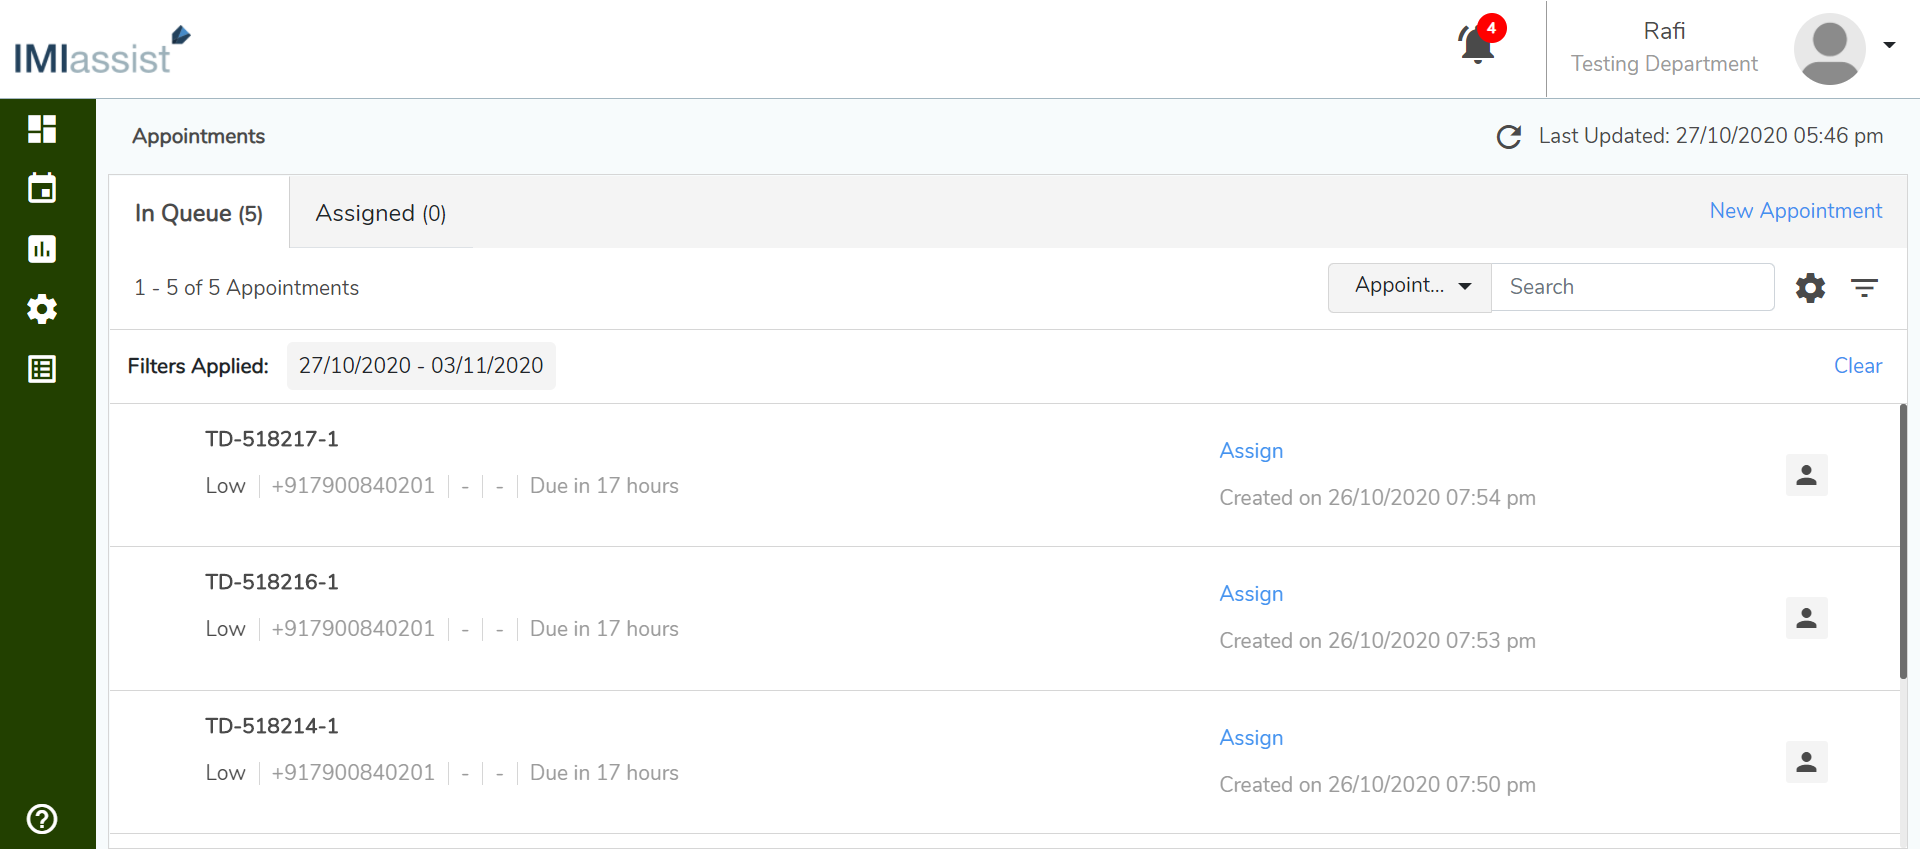 IMIassist
4
Rafi
Testing Department
Appointments
Last Updated: 27/10/2020 05:46 pm
In Queue (5)
Assigned (0)
New Appointment
1 - 5 of 5 Appointments
Appoint...
Search
Filters Applied:
27/10/2020 - 03/11/2020
Clear
TD-518217-1
Assign
Low
+917900840201
-
-
Due in 17 hours
Created on 26/10/2020 07:54 pm
TD-518216-1
Assign
Low
+917900840201
-
-
Due in 17 hours
Created on 26/10/2020 07:53 pm
TD-518214-1
Assign
Low
+917900840201
-
-
Due in 17 hours
Created on 26/10/2020 07:50 pm